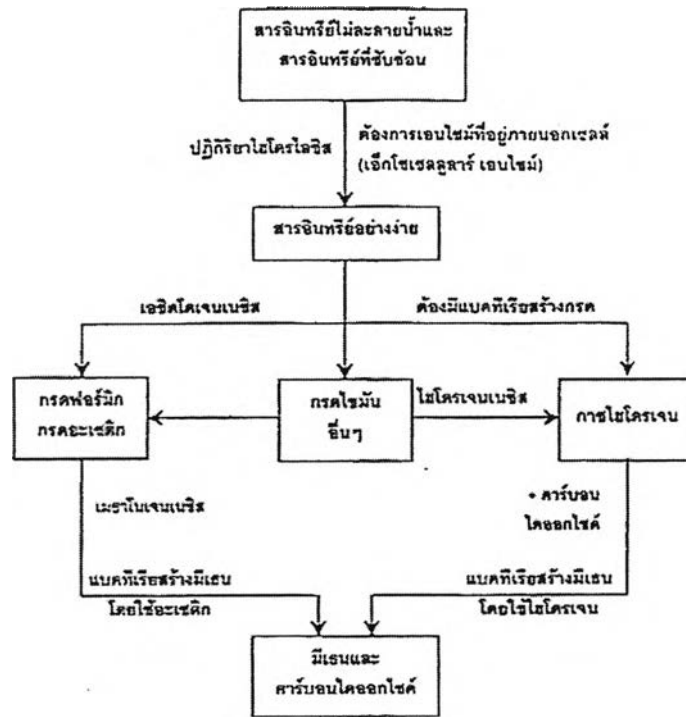 สารอินทรีย์ไม่ละลายน้ำและ
สารอินทรีย์ที่ซับซ้อน
ปฏิกิริยาไฮโดรไลซิส
ต้องการเอนไซม์ที่อยู่ภายนอกเซลล์
(เอ็กโซเซลลูลาร์ เอนไซม์)
สารอินทรีย์อย่างง่าย
เอซิดโดเจนเนซิส
ต้องมีแบคทีเรียสร้างกรด
กรดฟอร์มิก
กรดอะเซติก
กรดไขมัน
อื่นๆ
ไฮโดรเจนเนซิส
กาซไฮโดรเจน
เมธาโนเจนเนซิส
+ คาร์บอน
ไดออกไซด์
แบคทีเรียสร้างมีเธน
โดยใช้อะเซติก
แบคทีเรียสร้างมีเธน
โดยใช้ไฮโดรเจน
มีเธนและ
คาร์บอนไดออกไซด์